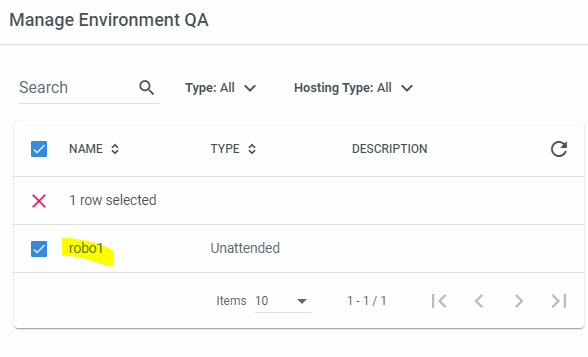 Manage Environment QA
Search Type: All Hosting Type: All
NAME TYPE DESCRIPTION
1 row selected
robo1 Unattended
Items 10 1 - 1 / 1